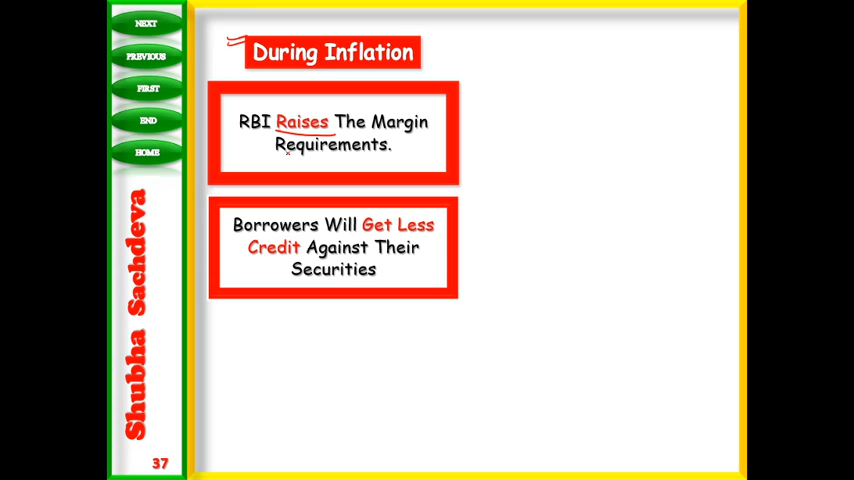 NEXT
PREVIOUS
FIRST
END
HOME
Shubha Sachdeva
37
During Inflation
RBI Raises The Margin
Requirements.
Borrowers Will Get Less
Credit Against Their
Securities